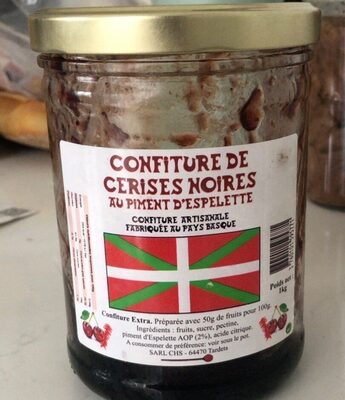 CONFITURE DE
CERISES NOIRES
AU PIMENT D'ESPELETTE
CONFITURE ARTISANALE
FABRIQUÉE AU PAYS BASQUE
Poids net :
1kg
Confiture Extra. Préparée avec 50g de fruits pour 100g.
Ingrédients : fruits, sucre, pectine,
piment d'Espelette AOP (2%), acide citrique.
A consommer de préférence: voir sous le pot.
SARL CHS - 64470 Tardets